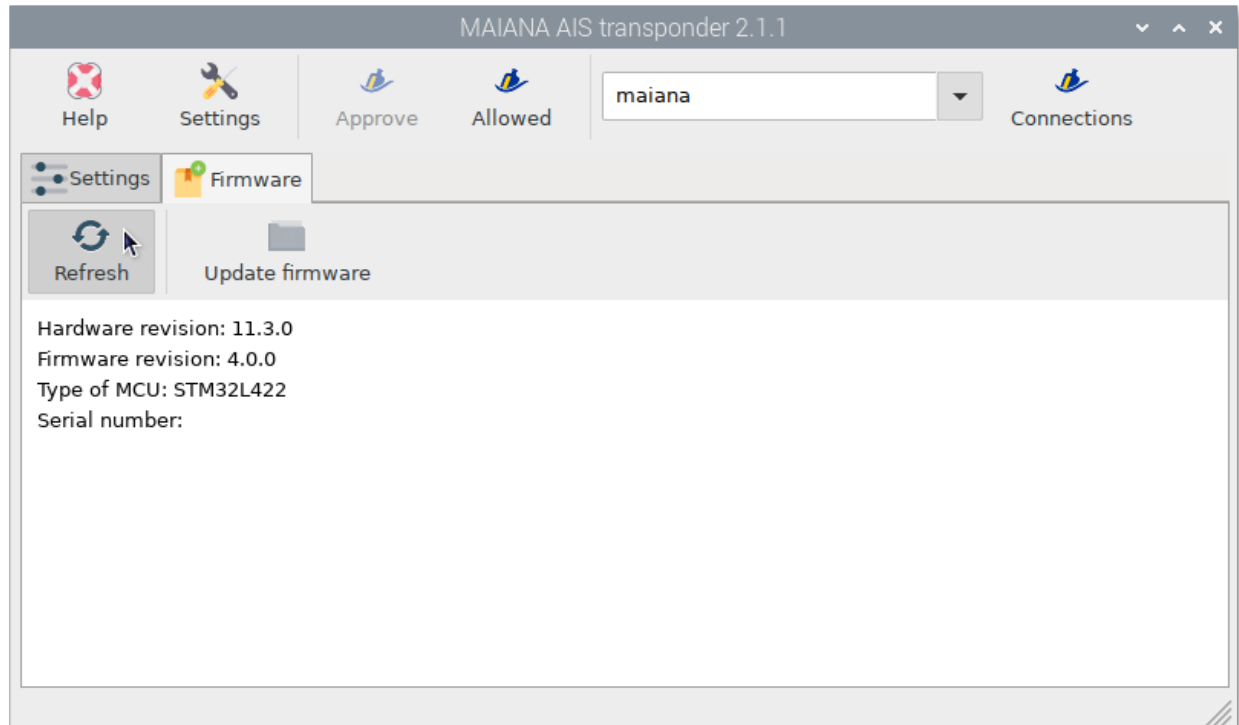 MAIANA AIS transponder 2.1.1
Help Settings Approve Allowed maiana Connections
Settings Firmware
Refresh Update firmware
Hardware revision: 11.3.0
Firmware revision: 4.0.0
Type of MCU: STM32L422
Serial number: